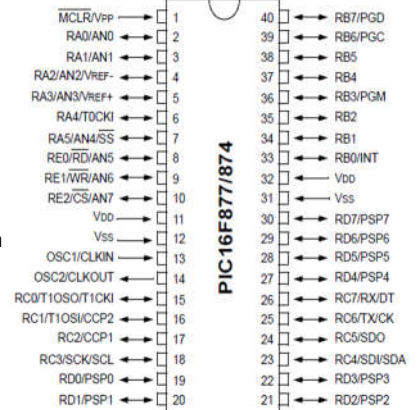 MCLR/VPP 1 40 RB7/PGD
RA0/AN0 2 39 RB6/PGC
RA1/AN1 3 38 RB5
RA2/AN2/VREF- 4 37 RB4
RA3/AN3/VREF+ 5 36 RB3/PGM
RA4/T0CKI 6 35 RB2
RA5/AN4/SS 7 34 RB1
RE0/RD/AN5 8 33 RB0/INT
RE1/WR/AN6 9 32 VDD
RE2/CS/AN7 10 31 VSS
VDD 11 30 RD7/PSP7
VSS 12 29 RD6/PSP6
OSC1/CLKIN 13 28 RD5/PSP5
OSC2/CLKOUT 14 27 RD4/PSP4
RC0/T1OSO/T1CKI 15 26 RC7/RX/DT
RC1/T1OSI/CCP2 16 25 RC6/TX/CK
RC2/CCP1 17 24 RC5/SDO
RC3/SCK/SCL 18 23 RC4/SDI/SDA
RD0/PSP0 19 22 RD3/PSP3
RD1/PSP1 20 21 RD2/PSP2
PIC16F877/874